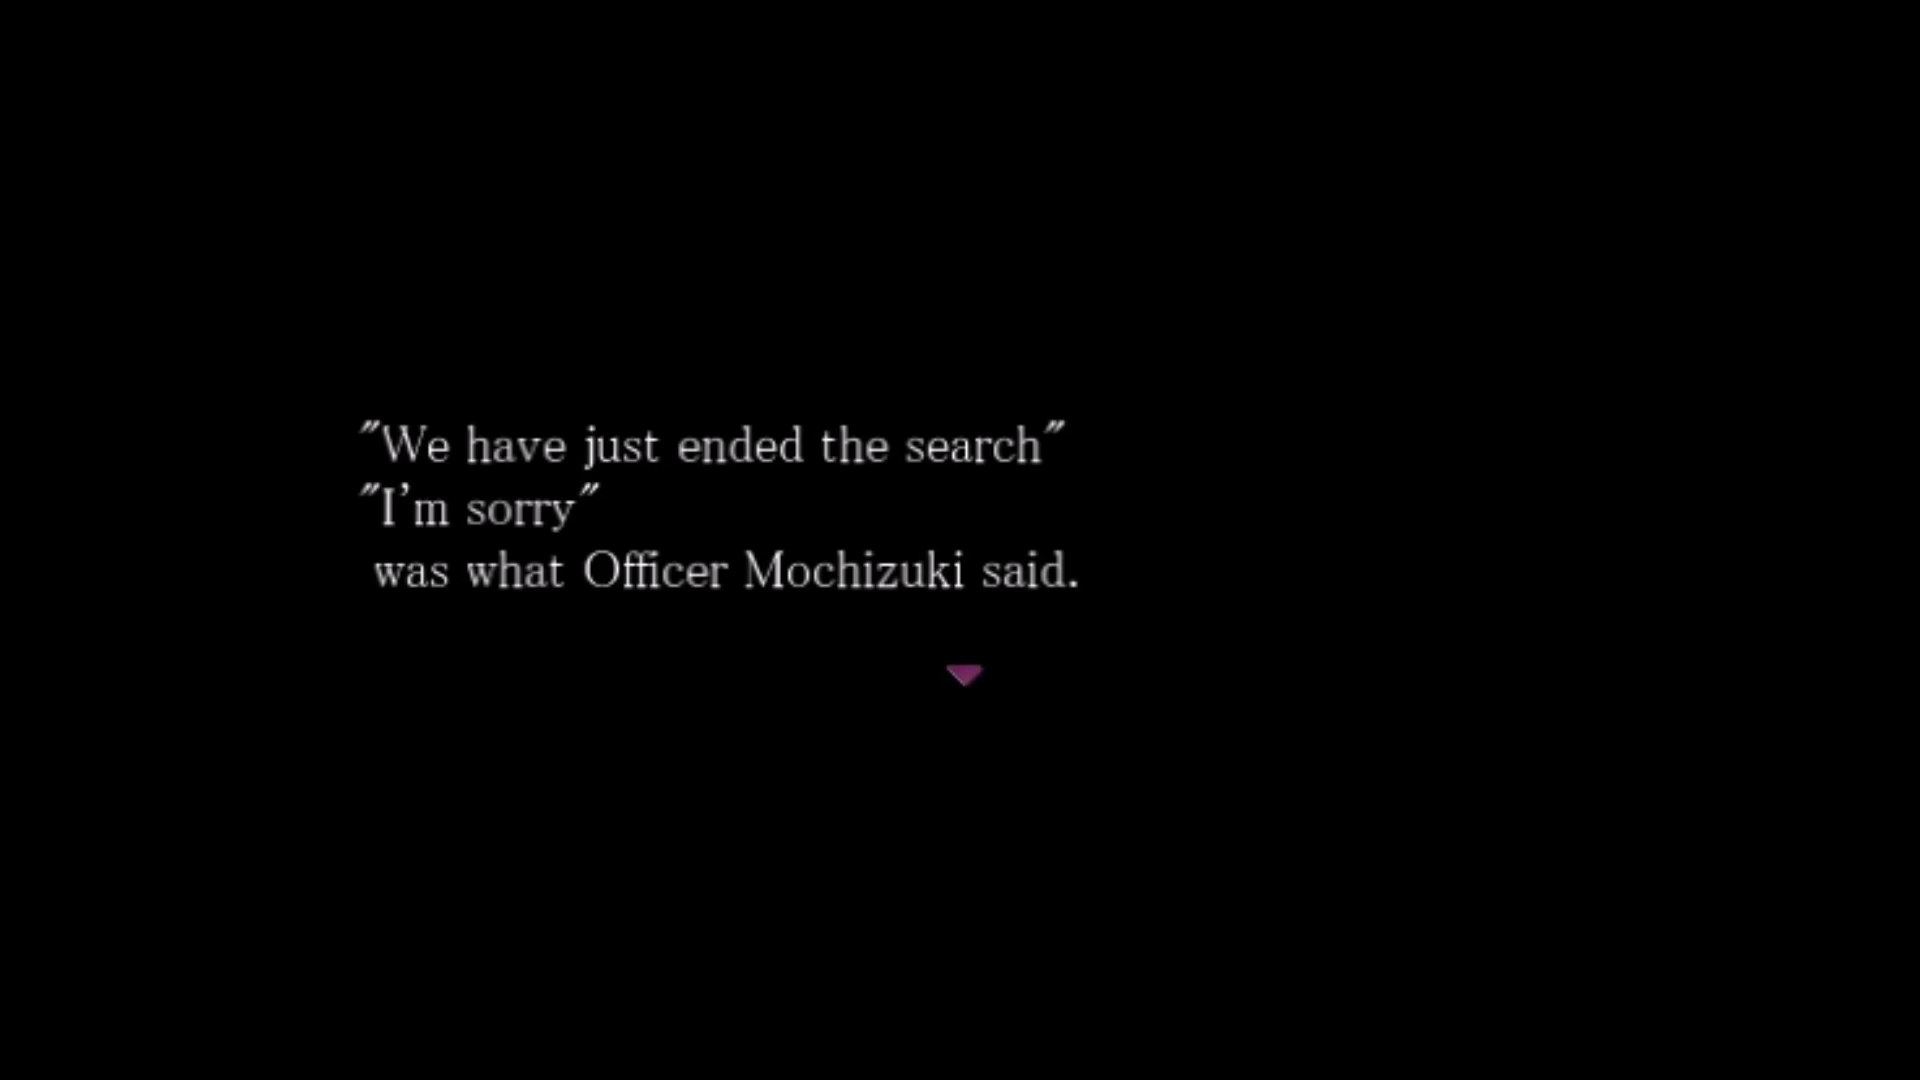 "We have just ended the search"
"I'm sorry"
was what Officer Mochizuki said.